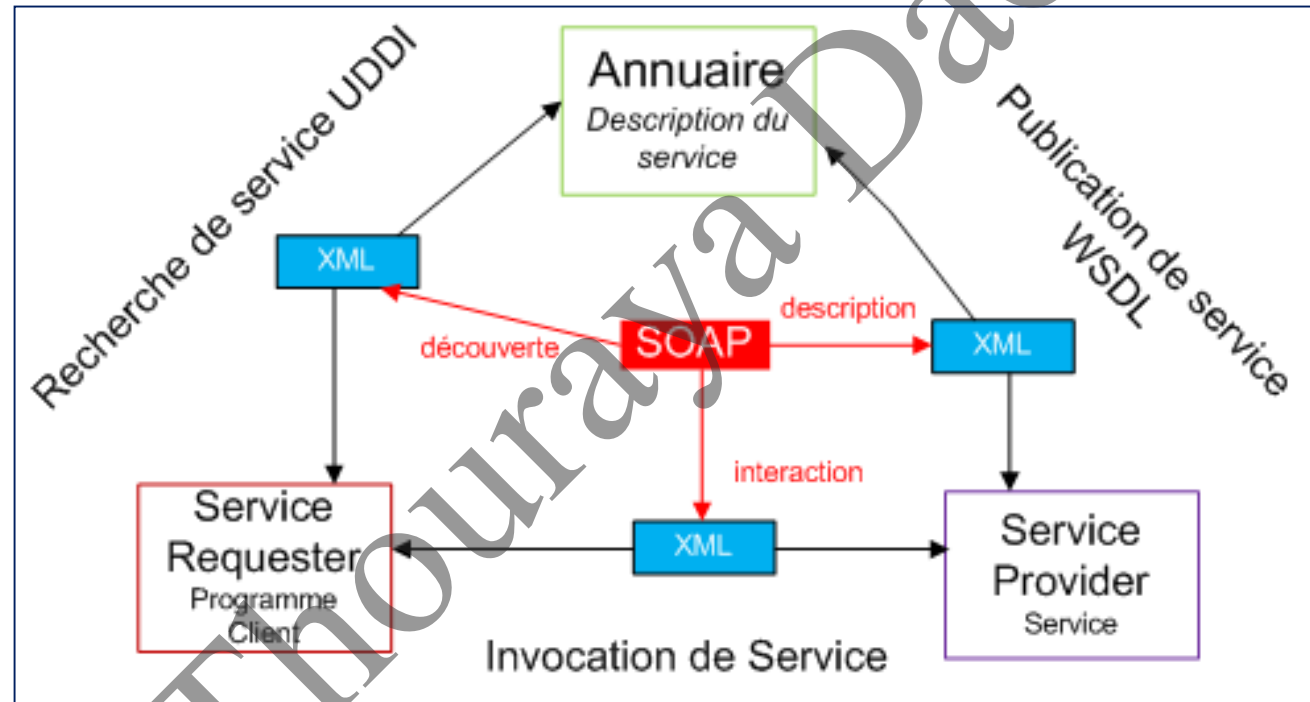 Annuaire
Description du
service
Recherche de service UDDI
Publication de service
WSDL
XML
description
découverte
SOAP
XML
interaction
Service
Requester
Programme
Client
XML
Service
Provider
Service
Invocation de Service
Thouraya